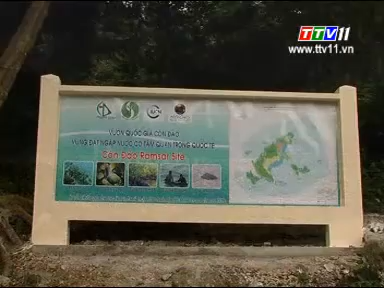 TTV11
www.ttv11.vn
VƯỜN QUỐC GIA CÔN ĐẢO
VÙNG ĐẤT NGẬP NƯỚC CÓ TẦM QUAN TRỌNG QUỐC TẾ
Con Dao Ramsar Site